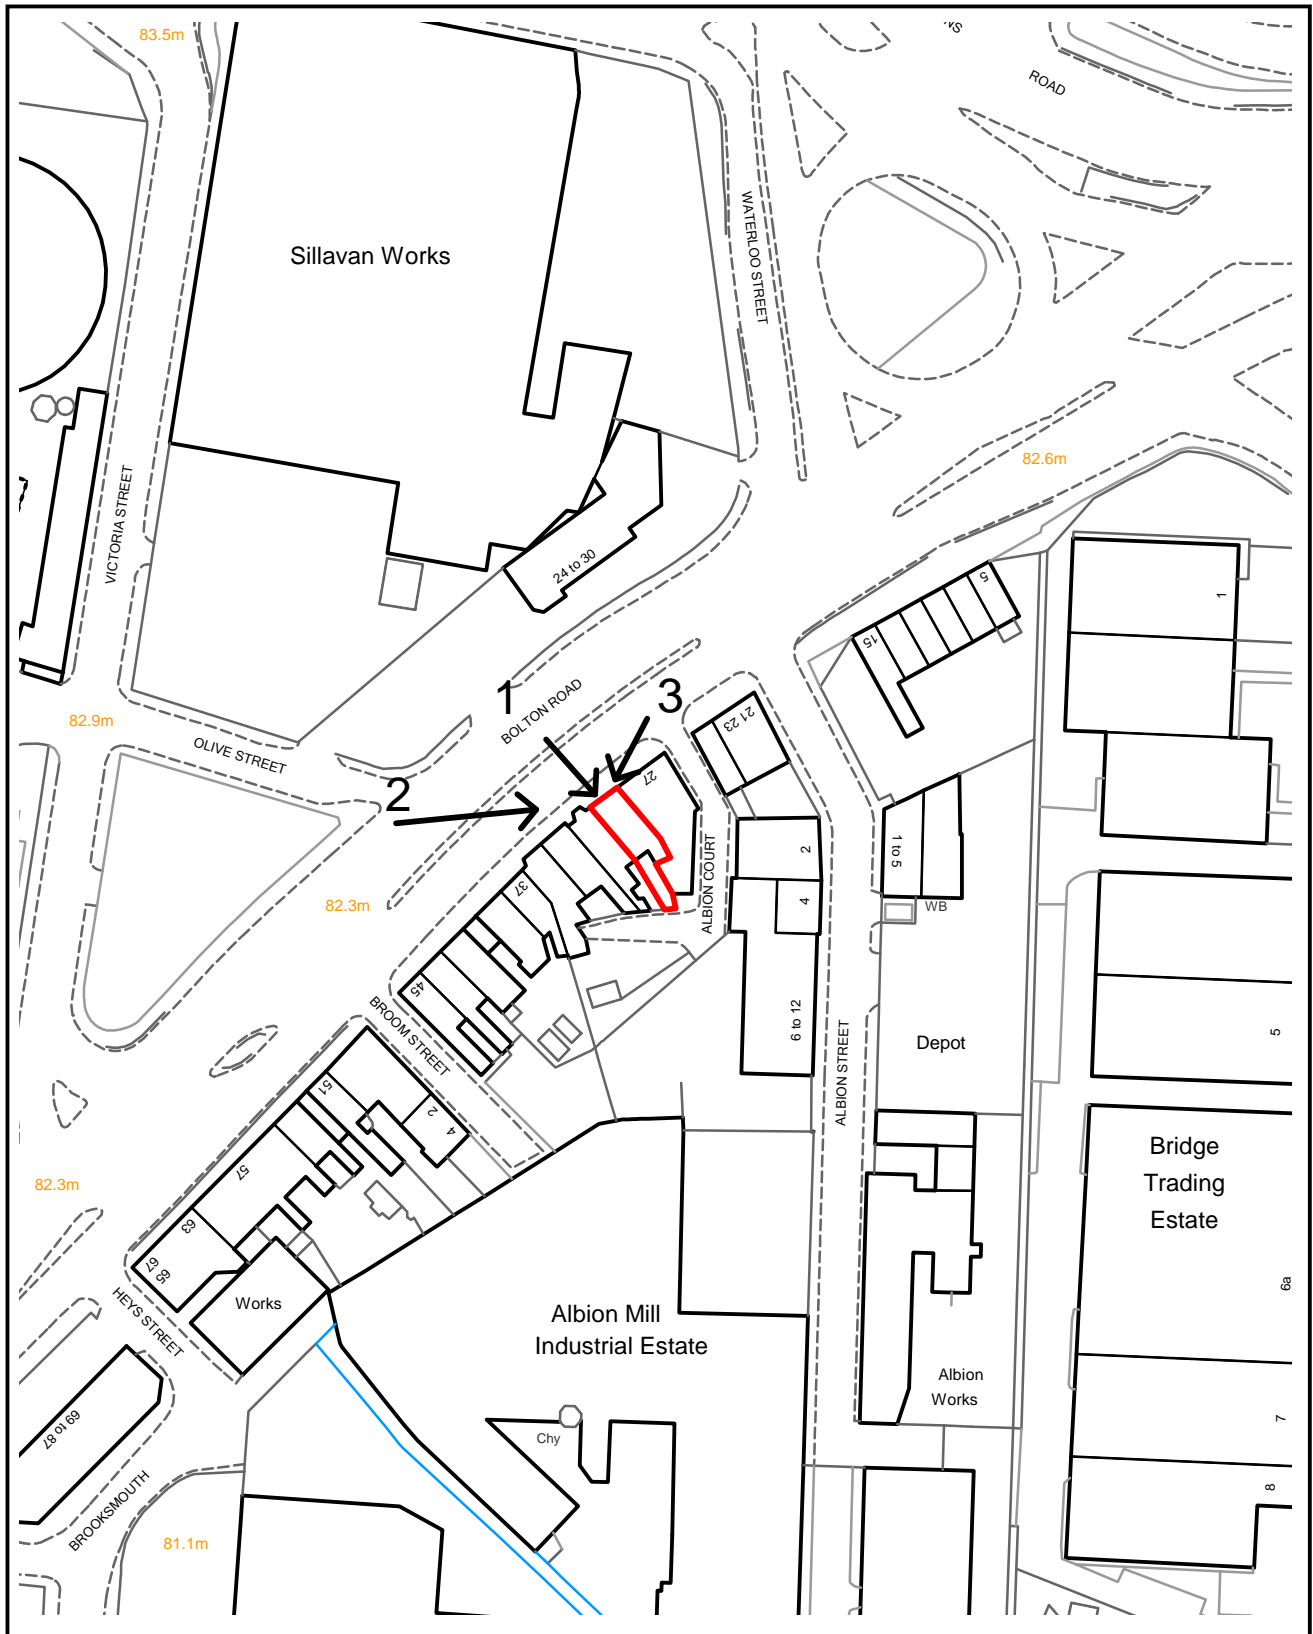 83.5m
NS
ROAD
Sillavan Works
WATERLOO STREET
82.6m
VICTORIA STREET
24 to 30
5
15
1
1
BOLTON ROAD
3
82.9m
OLIVE STREET
21 23
27
2
ALBION COURT
2
1 to 5
37
4
WB
82.3m
45
BROOM STREET
6 to 12
ALBION STREET
Depot
5
51
2
4
57
Bridge
Trading
Estate
82.3m
63
65
67
HEYS STREET
Works
Albion Mill
Industrial Estate
6a
Albion
Works
69 to 87
Chy
7
8
BROOKSMOUTH
81.1m